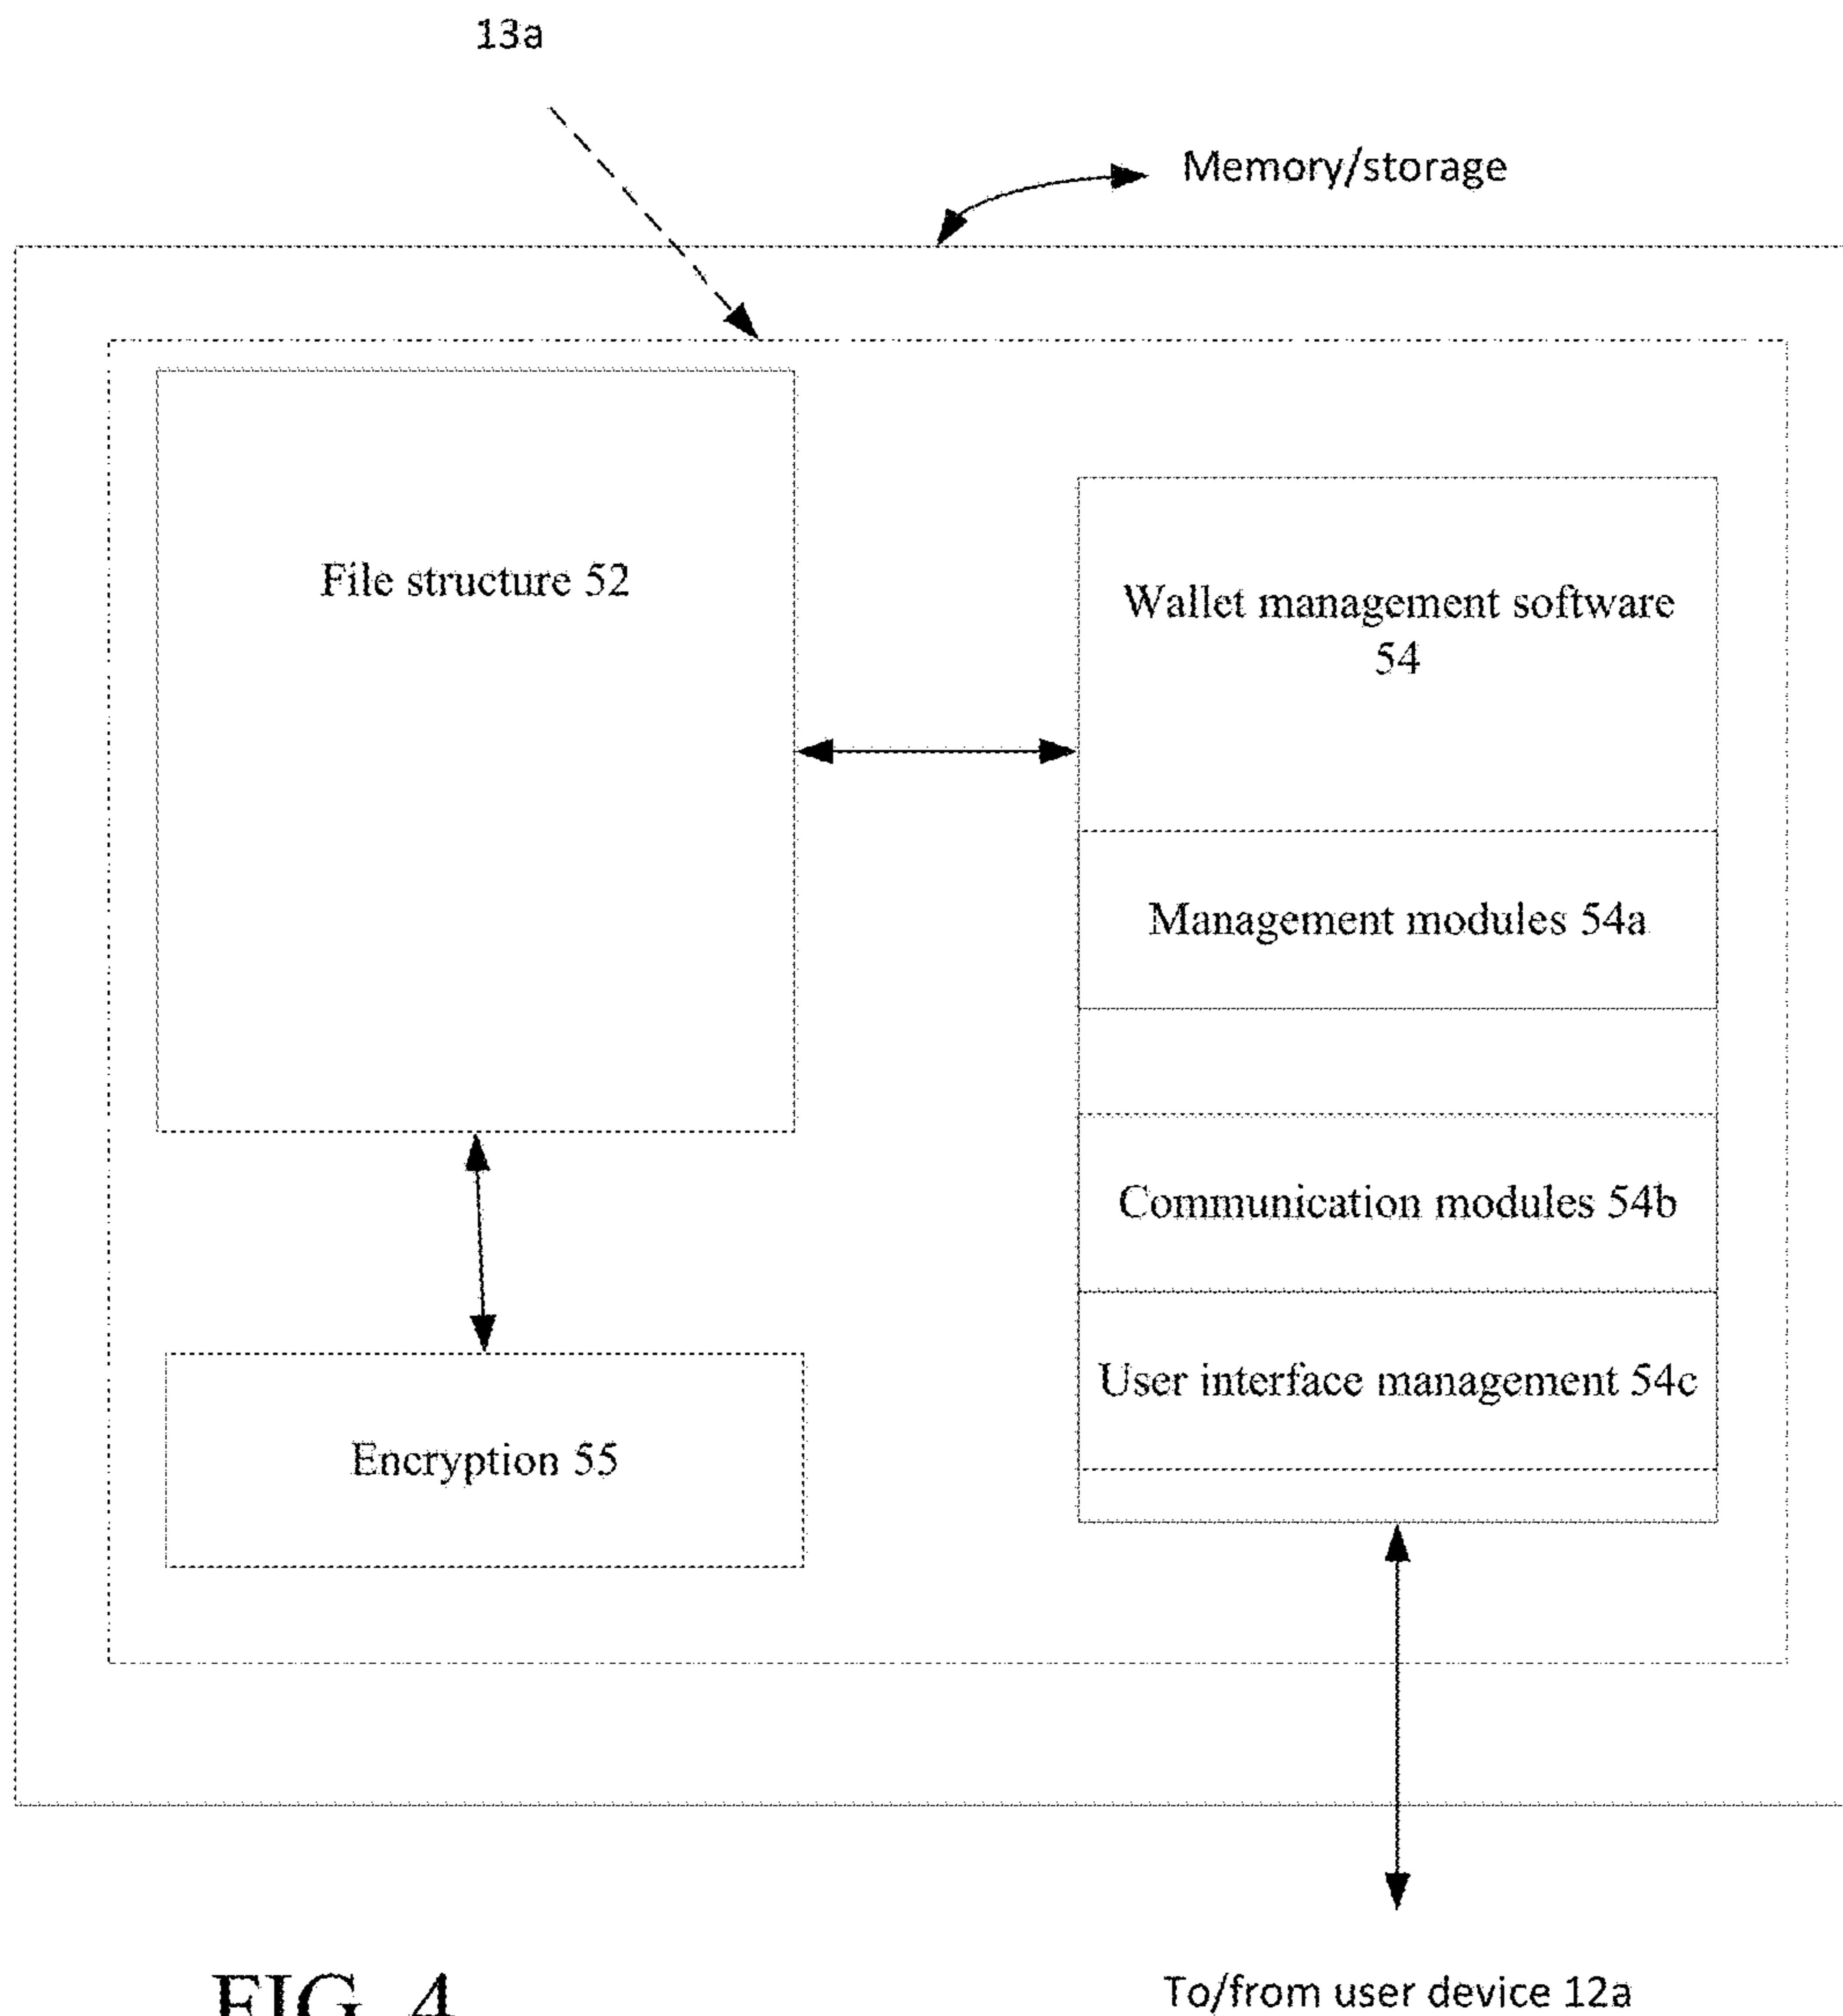 13a
Memory/storage
File structure 52
Wallet management software
54
Management modules 54a
Communication modules 54b
User interface management 54c
Encryption 55
To/from user device 12a
FIG. 4